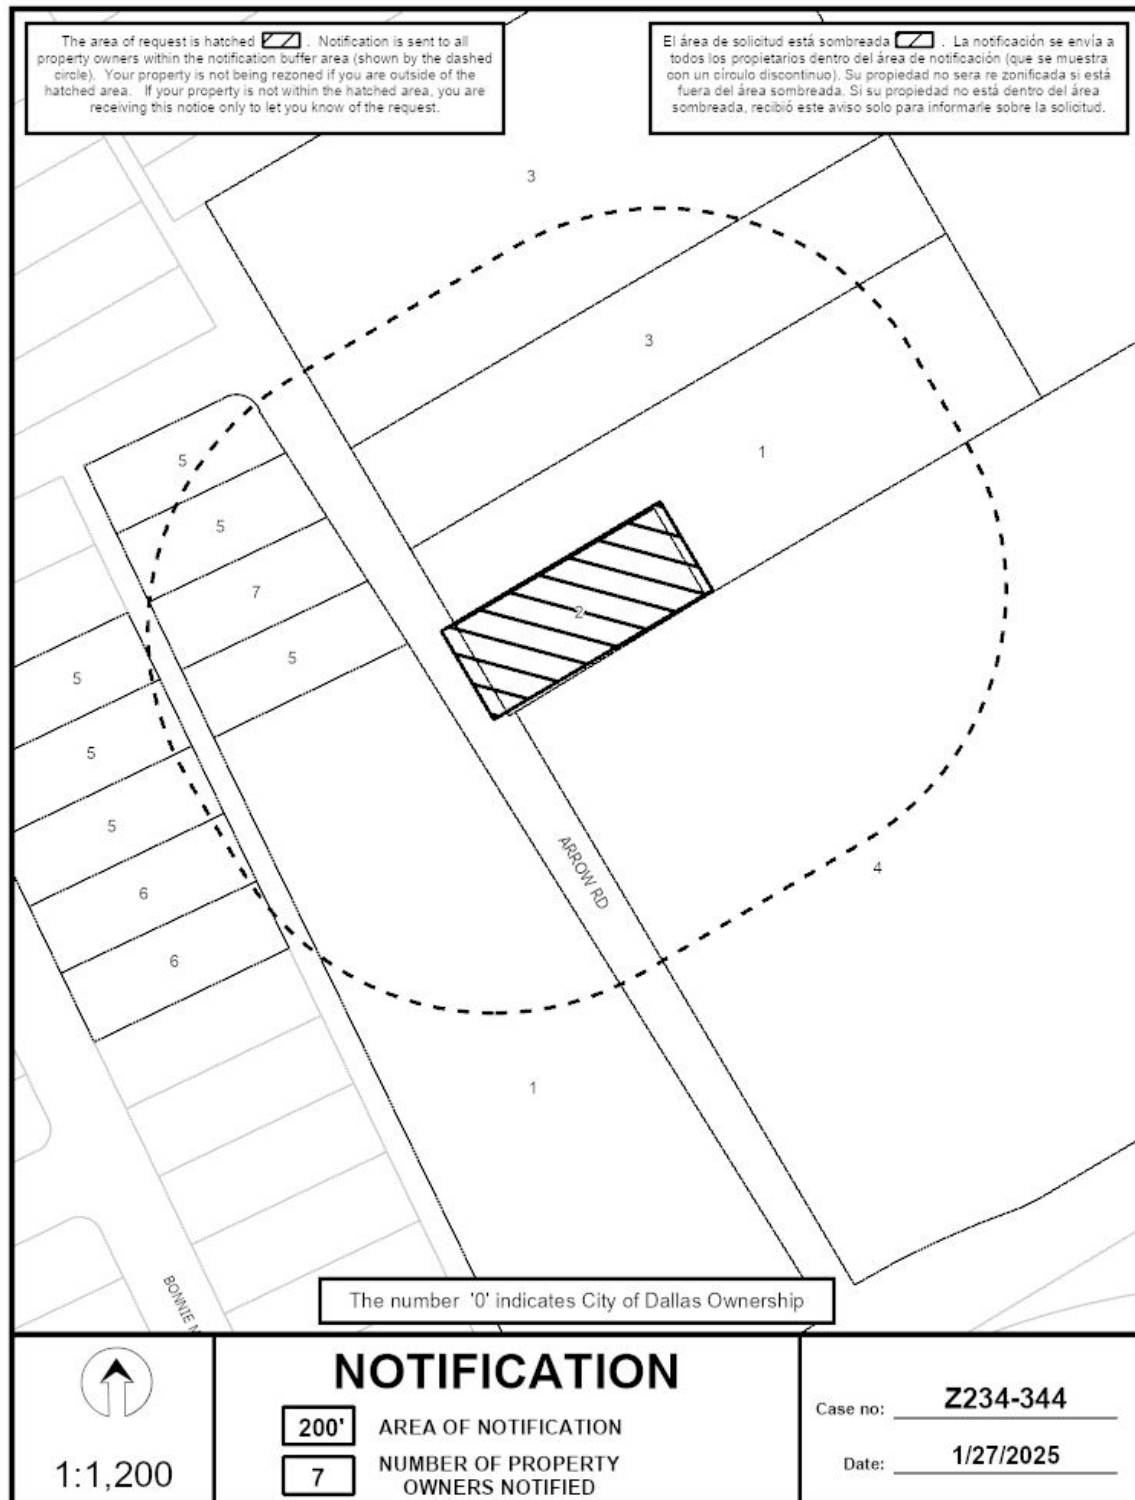 The area of request is hatched . Notification is sent to all
property owners within the notification buffer area (shown by the dashed
circle). Your property is not being rezoned if you are outside of the
hatched area. If your property is not within the hatched area, you are
receiving this notice only to let you know of the request.
El área de solicitud está sombreada . La notificación se envía a
todos los propietarios dentro del área de notificación (que se muestra
con un círculo discontinuo). Su propiedad no sera re zonificada si está
fuera del área sombreada. Si su propiedad no está dentro del área
sombreada, recibió este aviso solo para informarle sobre la solicitud.
3
3
1
5
5
7
5
2
5
5
5
6
6
ARROW RD
4
1
BONNIE
The number '0' indicates City of Dallas Ownership
1:1,200
NOTIFICATION
200' AREA OF NOTIFICATION
7 NUMBER OF PROPERTY
OWNERS NOTIFIED
Case no: Z234-344
Date: 1/27/2025